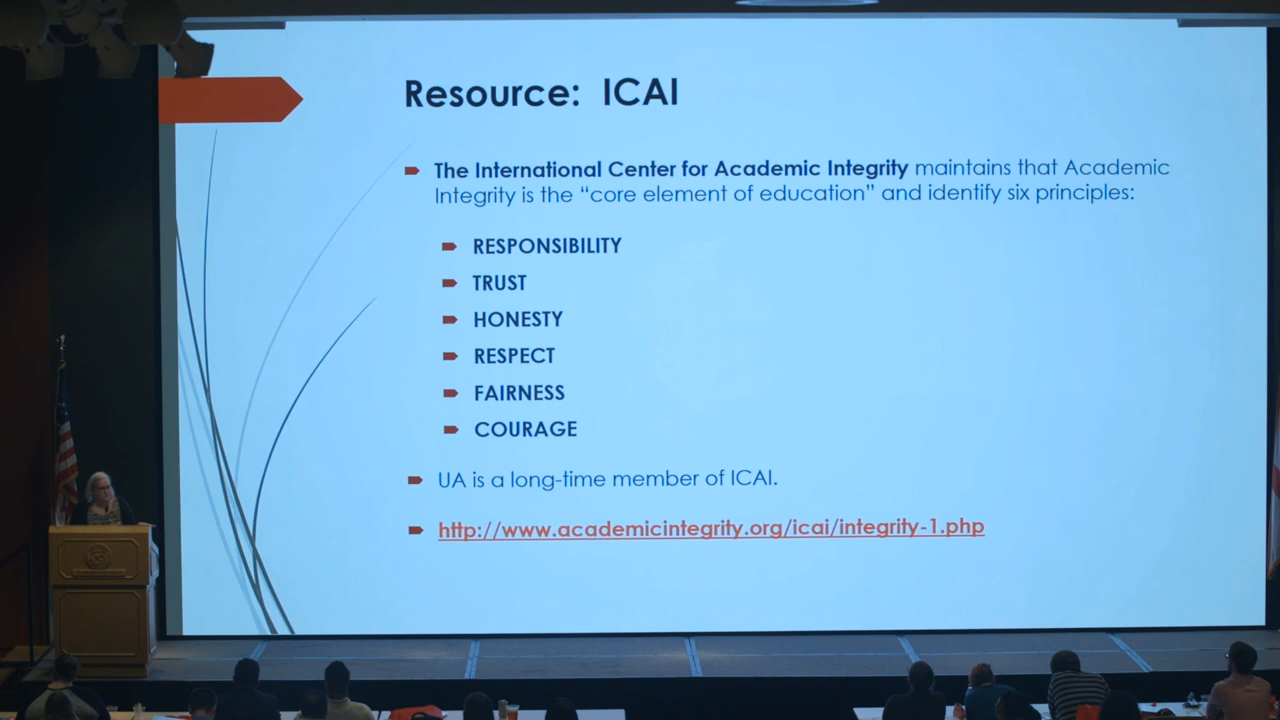 Resource: ICAI
The International Center for Academic Integrity maintains that Academic
Integrity is the “core element of education” and identify six principles:
RESPONSIBILITY
TRUST
HONESTY
RESPECT
FAIRNESS
COURAGE
UA is a long-time member of ICAI.
http://www.academicintegrity.org/icai/integrity-1.php